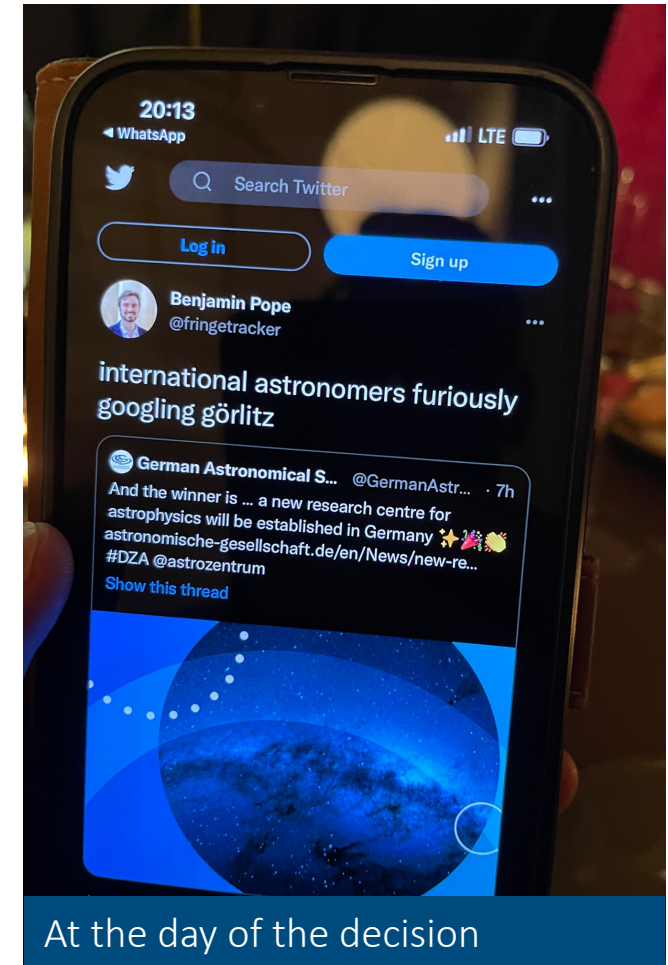 20:13
◀ WhatsApp
LTE
Search Twitter
Log in
Sign up
Benjamin Pope
@fringetracker
international astronomers furiously
googling görlitz
German Astronomical S... @GermanAstr... · 7h
And the winner is ... a new research centre for
astrophysics will be established in Germany ✨🎉👏
astronomische-gesellschaft.de/en/News/new-re...
#DZA @astrozentrum
Show this thread
At the day of the decision